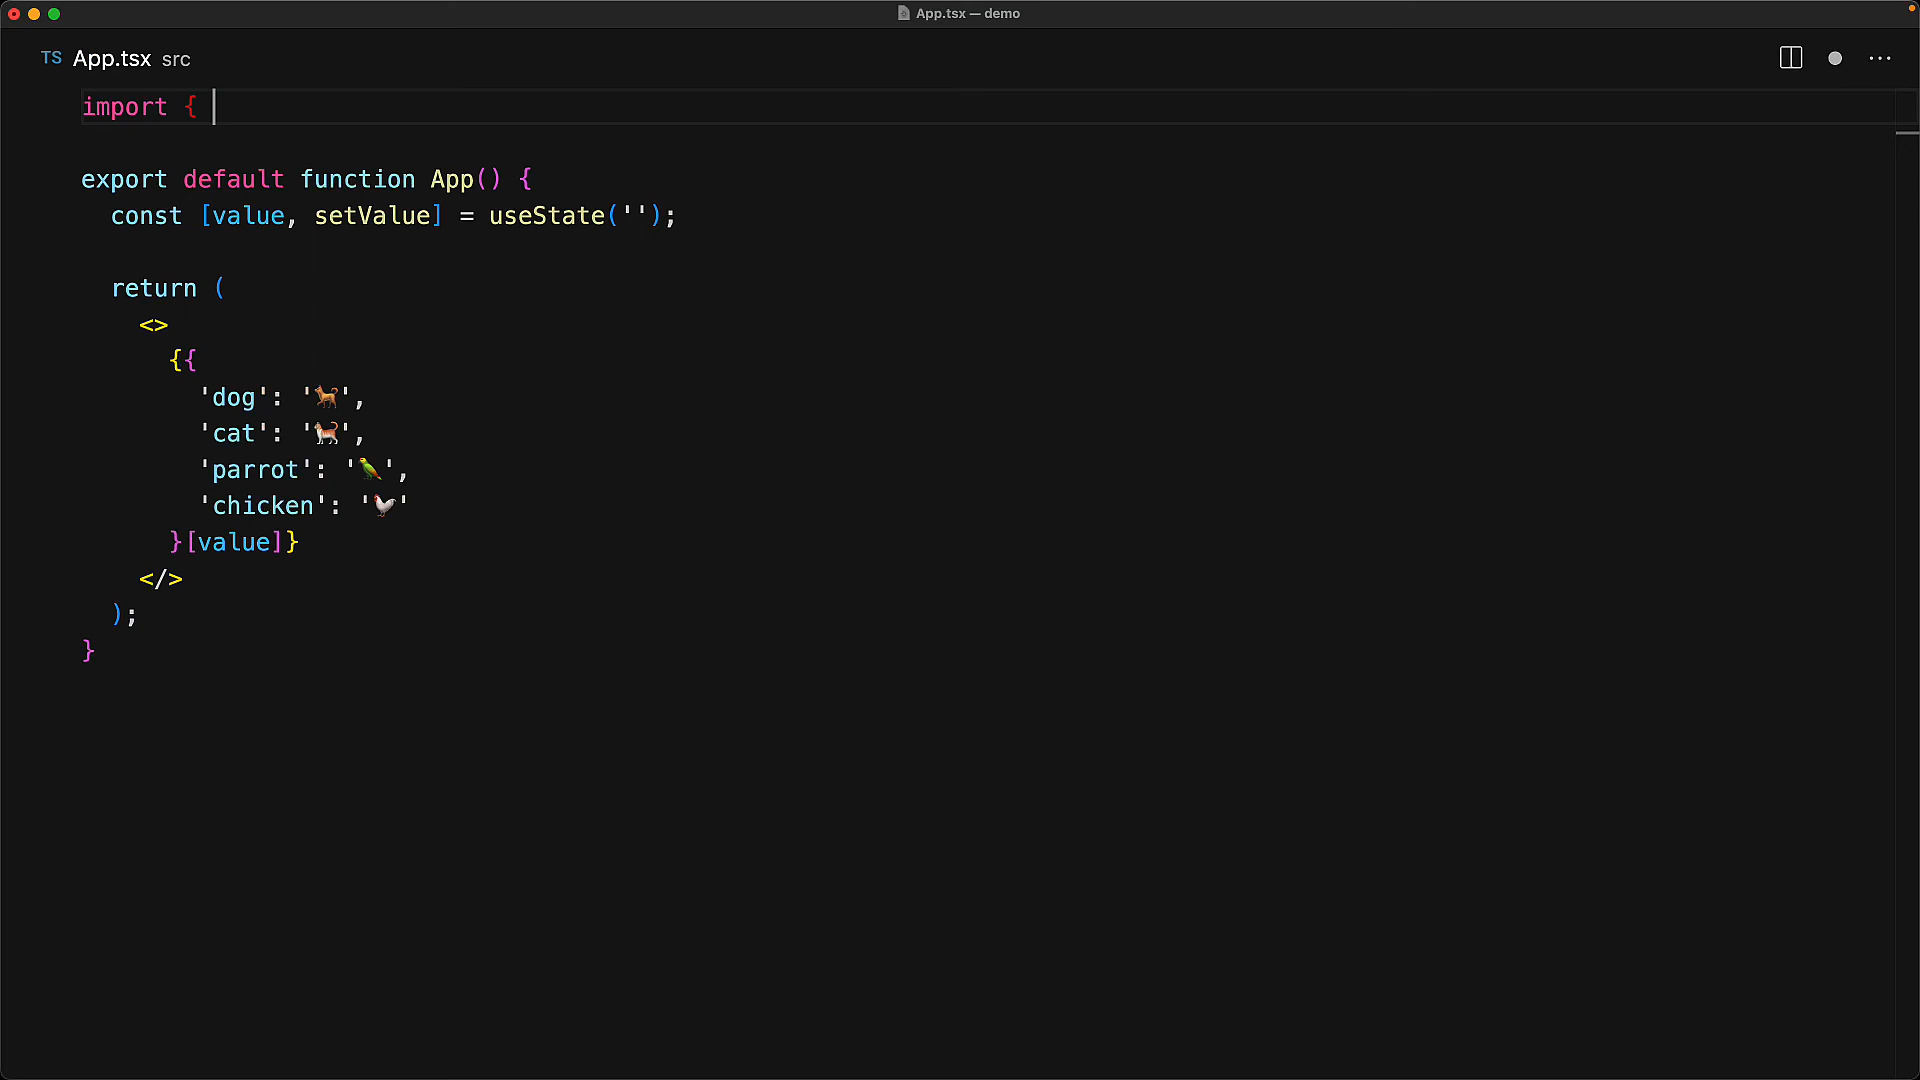 App.tsx — demo
TS App.tsx src
import {
export default function App() {
const [value, setValue] = useState('');
return (
<>
{{
'dog': '🐕',
'cat': '🐈',
'parrot': '🦜',
'chicken': '🐓'
}[value]}
</>
);
}